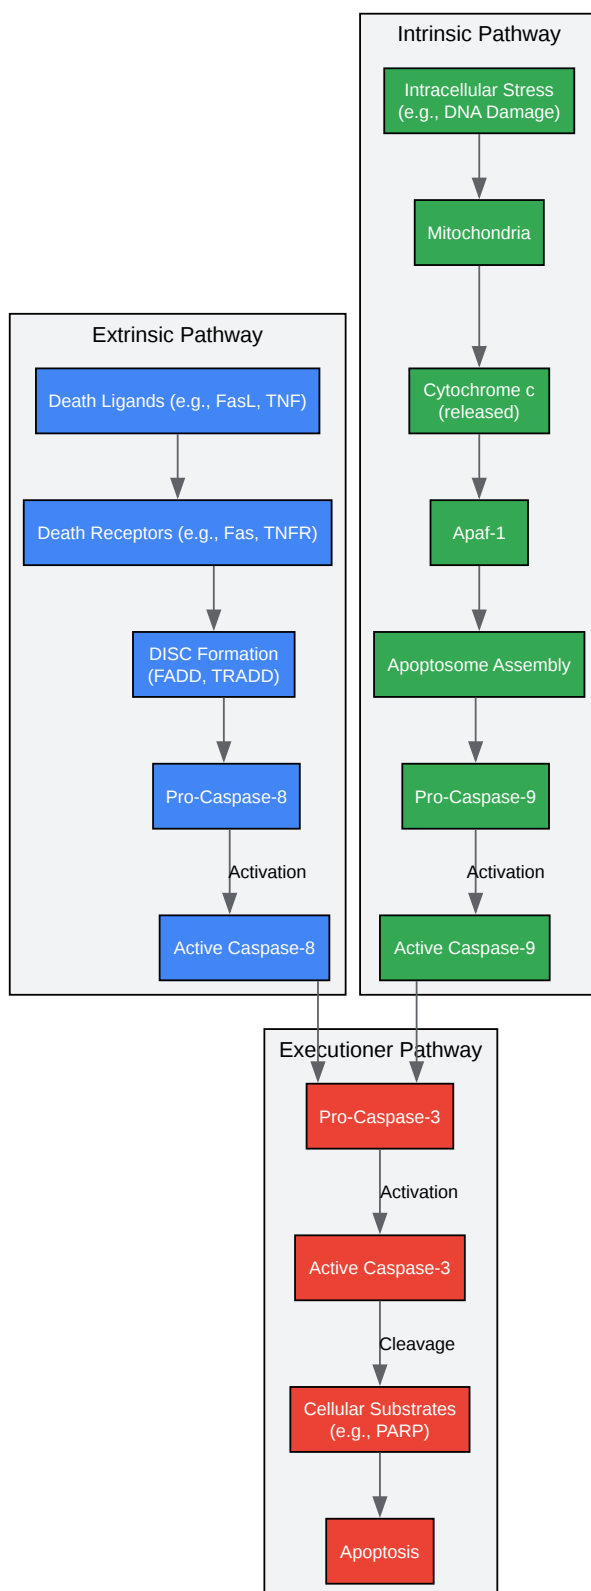 Intrinsic Pathway
Intracellular Stress
(e.g., DNA Damage)
Mitochondria
Cytochrome c
(released)
Apaf-1
Apoptosome Assembly
Pro-Caspase-9
Activation
Active Caspase-9
Extrinsic Pathway
Death Ligands (e.g., FasL, TNF)
Death Receptors (e.g., Fas, TNFR)
DISC Formation
(FADD, TRADD)
Pro-Caspase-8
Activation
Active Caspase-8
Executioner Pathway
Pro-Caspase-3
Activation
Active Caspase-3
Cleavage
Cellular Substrates
(e.g., PARP)
Apoptosis